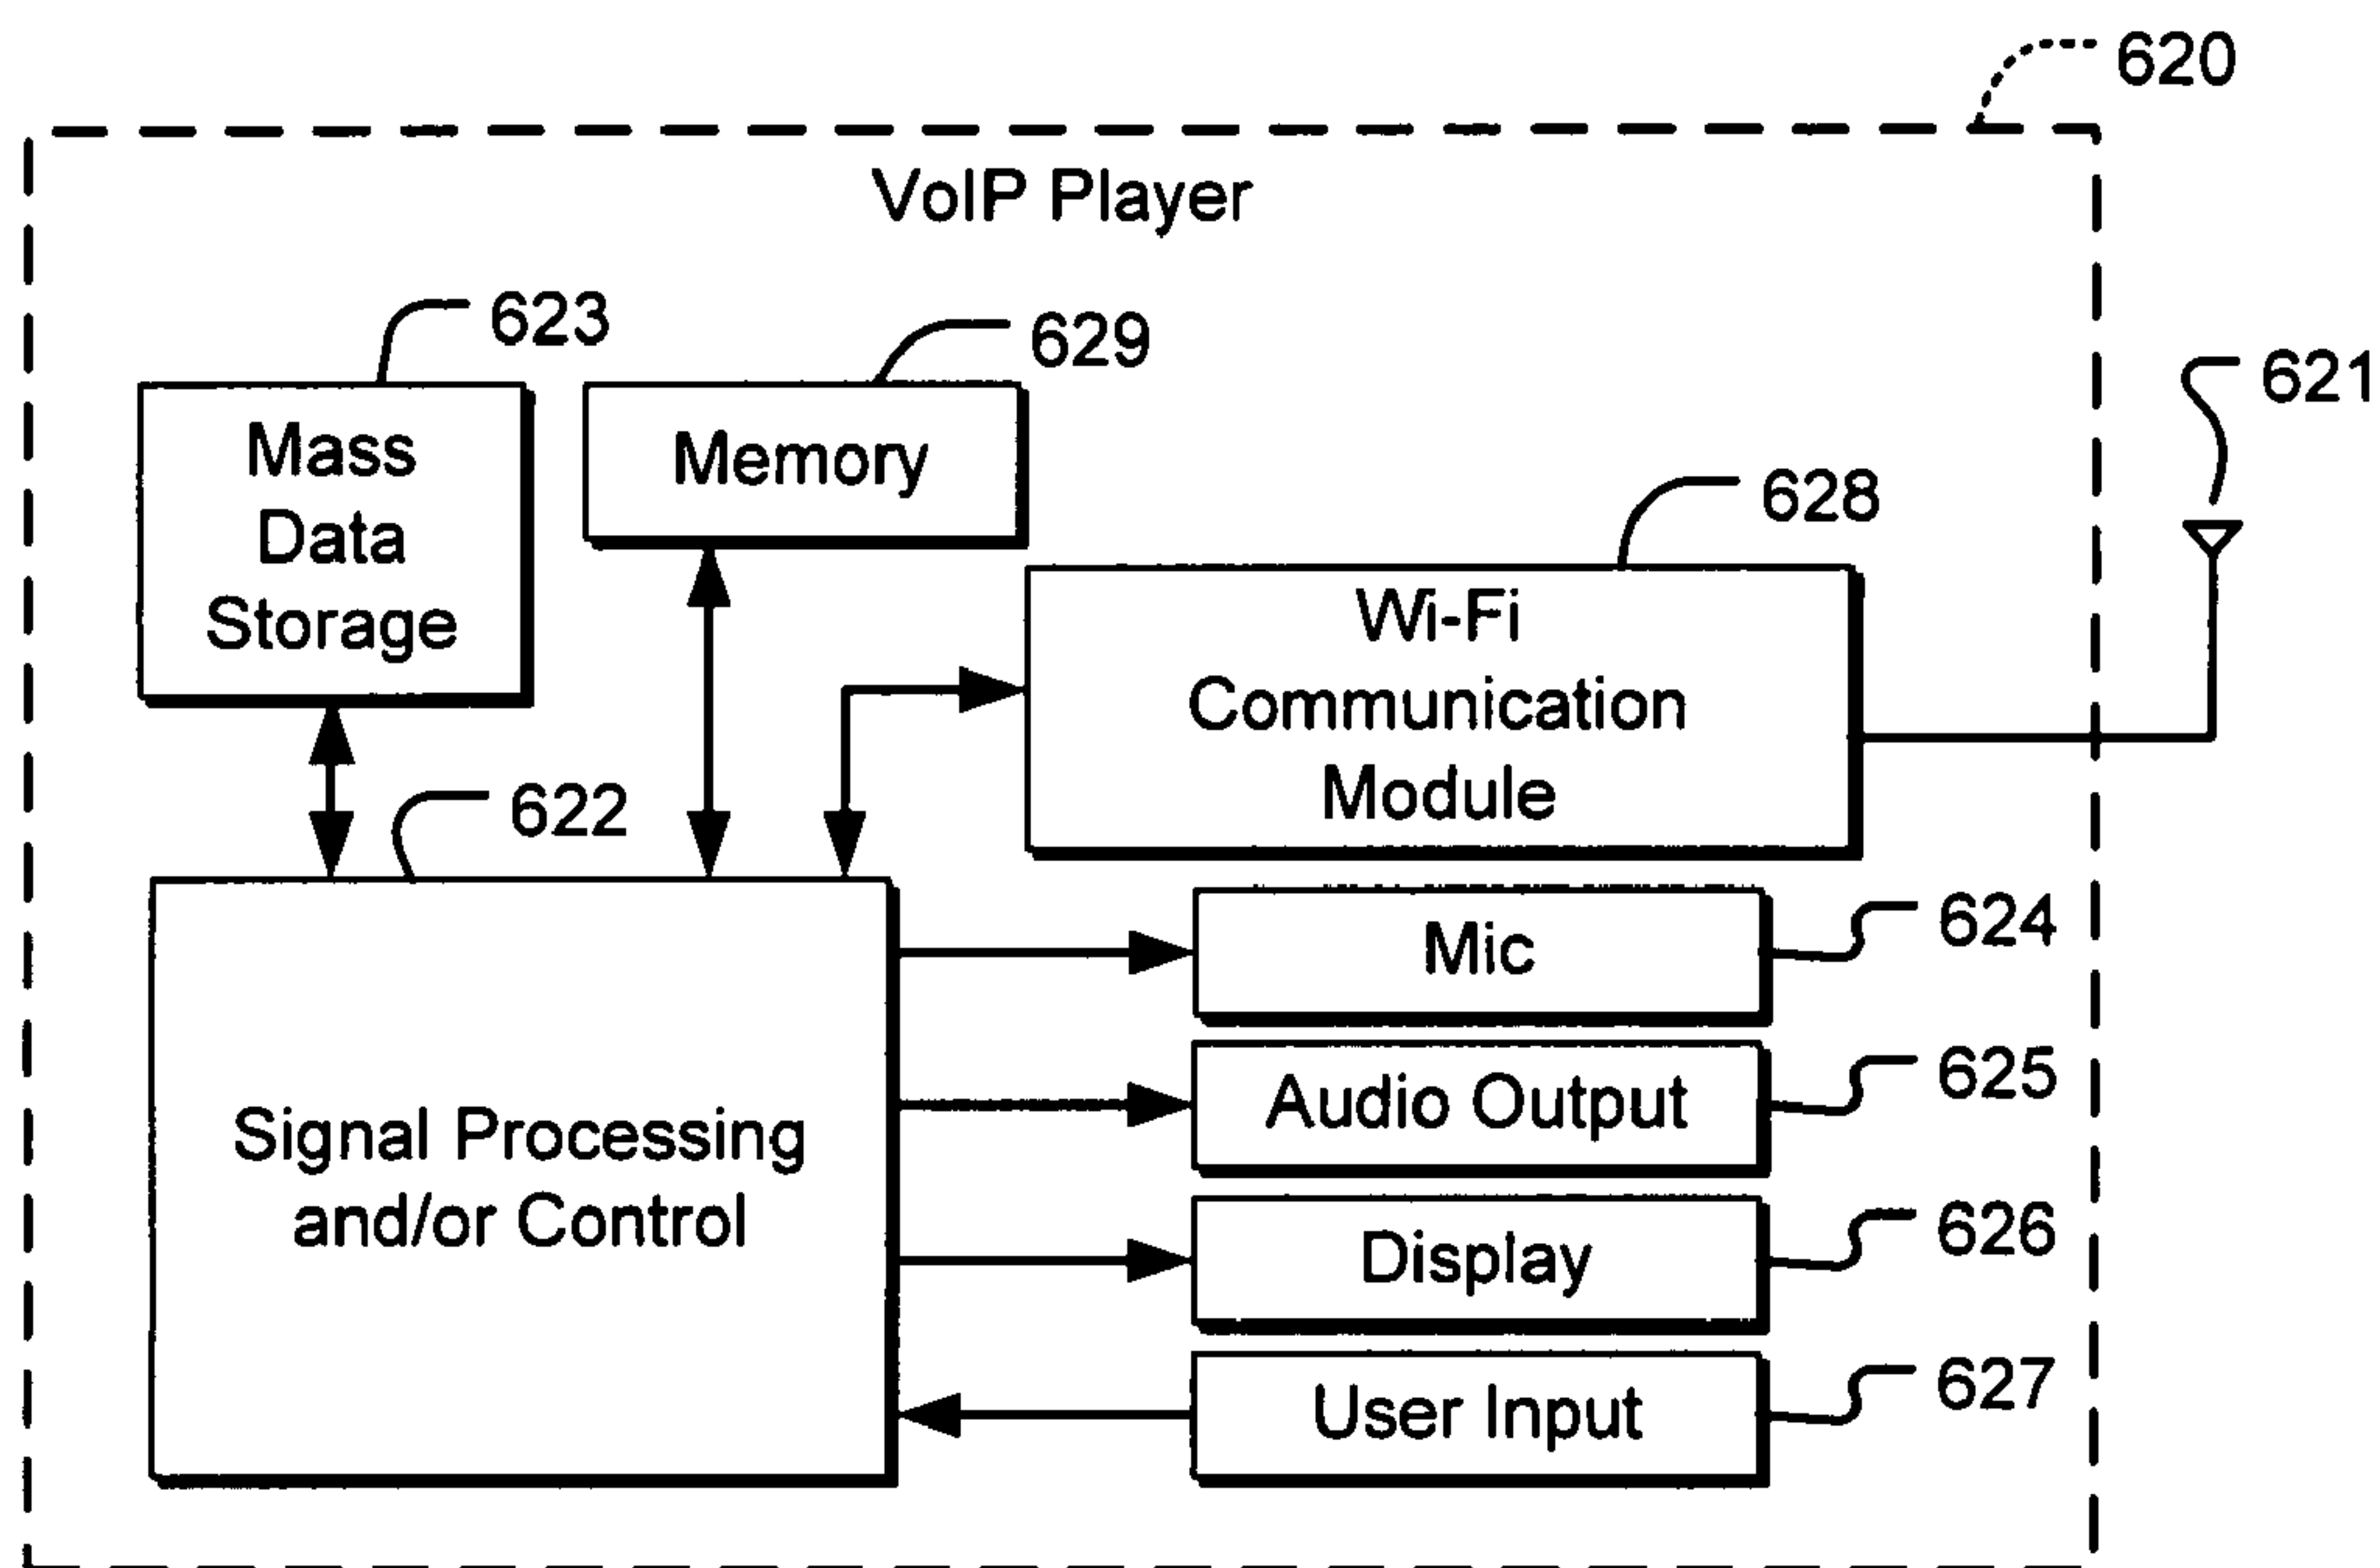 620
VoIP Player
623
629
621
Mass
Data
Storage
Memory
628
Wi-Fi
Communication
Module
622
Signal Processing
and/or Control
Mic
624
Audio Output
625
Display
626
User Input
627